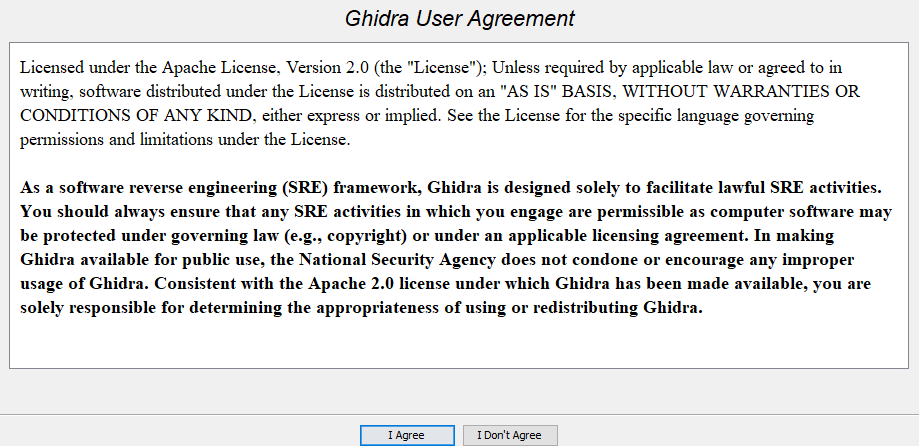 Ghidra User Agreement
Licensed under the Apache License, Version 2.0 (the "License"); Unless required by applicable law or agreed to in
writing, software distributed under the License is distributed on an "AS IS" BASIS, WITHOUT WARRANTIES OR
CONDITIONS OF ANY KIND, either express or implied. See the License for the specific language governing
permissions and limitations under the License.
As a software reverse engineering (SRE) framework, Ghidra is designed solely to facilitate lawful SRE activities.
You should always ensure that any SRE activities in which you engage are permissible as computer software may
be protected under governing law (e.g., copyright) or under an applicable licensing agreement. In making
Ghidra available for public use, the National Security Agency does not condone or encourage any improper
usage of Ghidra. Consistent with the Apache 2.0 license under which Ghidra has been made available, you are
solely responsible for determining the appropriateness of using or redistributing Ghidra.
I Agree
I Don't Agree